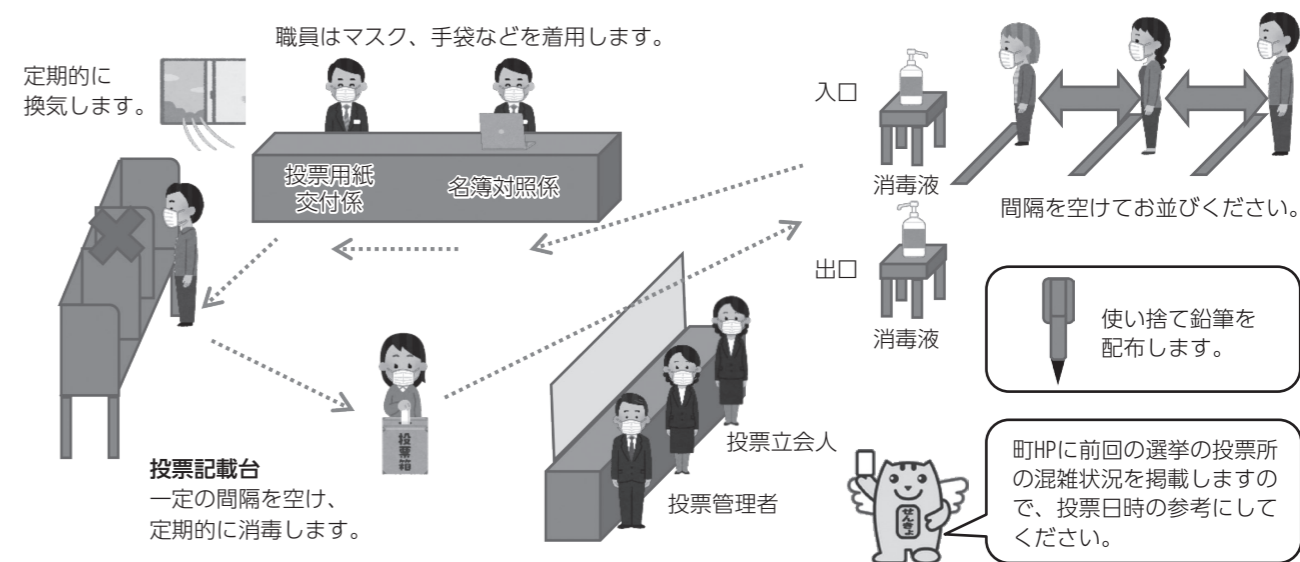 職員はマスク、手袋などを着用します。
定期的に
換気します。
投票用紙
交付係
名簿対照係
入口
消毒液
間隔を空けてお並びください。
出口
消毒液
使い捨て鉛筆を
配布します。
投票箱
投票記載台
一定の間隔を空け、
定期的に消毒します。
投票立会人
投票管理者
せんきょ
町HPに前回の選挙の投票所
の混雑状況を掲載しますの
で、投票日時の参考にして
ください。